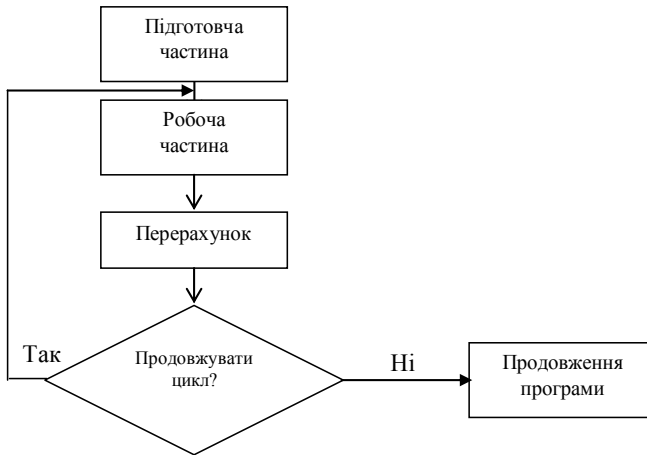 Підготовча
частина
Робоча
частина
Перерахунок
Так
Продовжувати
цикл?
Ні
Продовження
програми